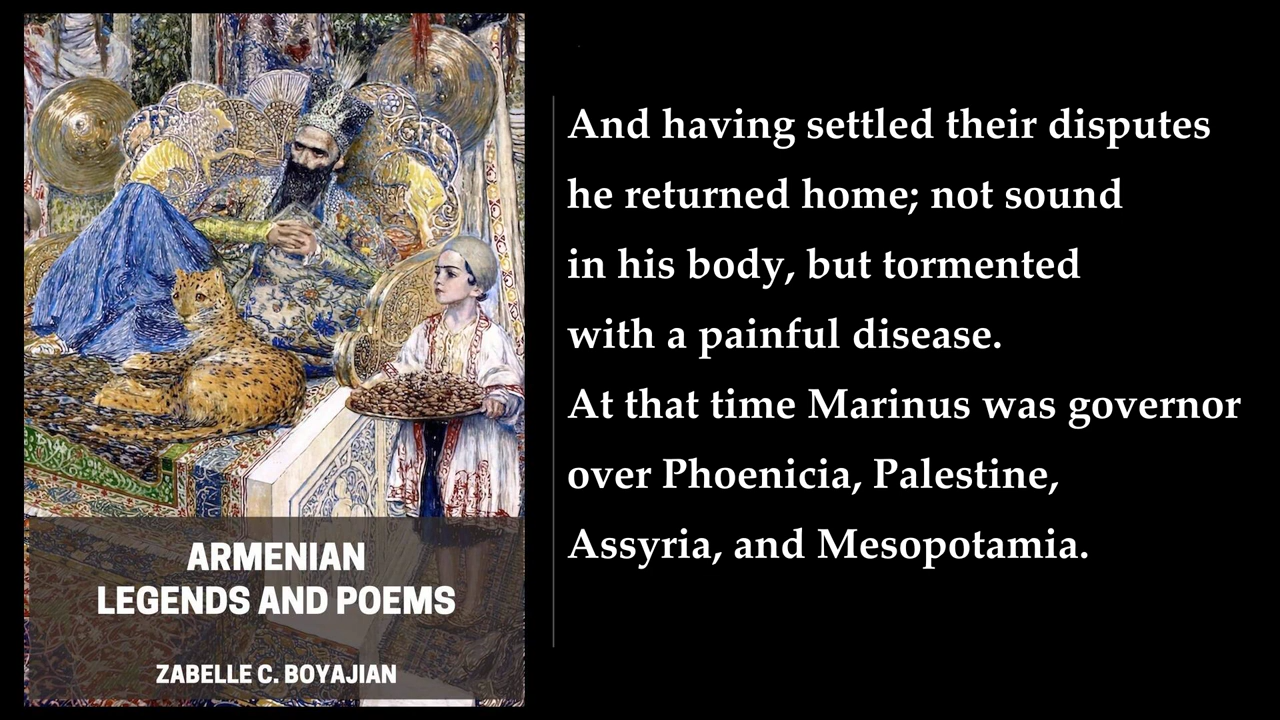 ARMENIAN
LEGENDS AND POEMS
ZABELLE C. BOYAJIAN
And having settled their disputes
he returned home; not sound
in his body, but tormented
with a painful disease.
At that time Marinus was governor
over Phoenicia, Palestine,
Assyria, and Mesopotamia.